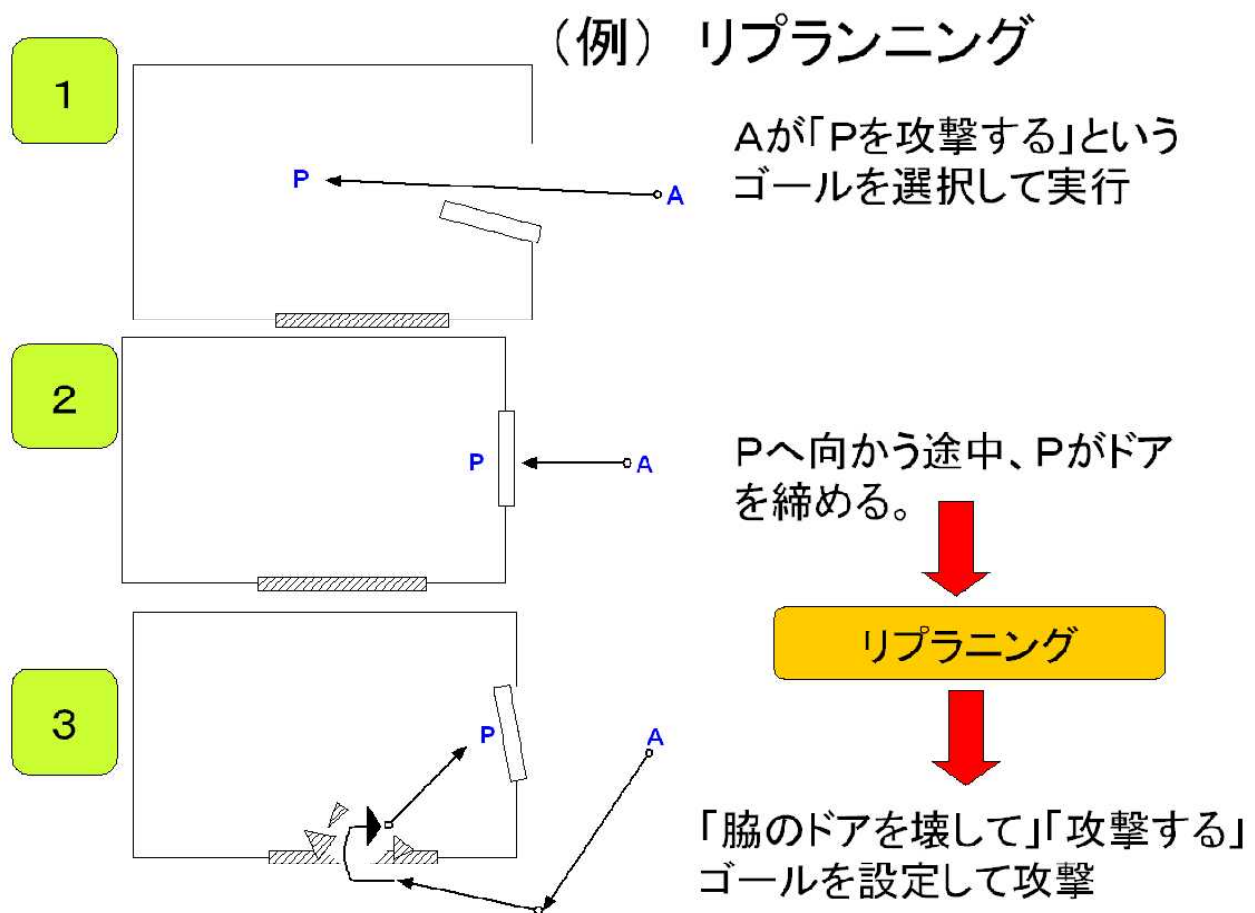 （例） リプランニング
1
Aが「Pを攻撃する」という
ゴールを選択して実行
P
A
2
Pへ向かう途中、Pがドア
を締める。
P
A
リプラニング
3
P
A
「脇のドアを壊して」「攻撃する」
ゴールを設定して攻撃